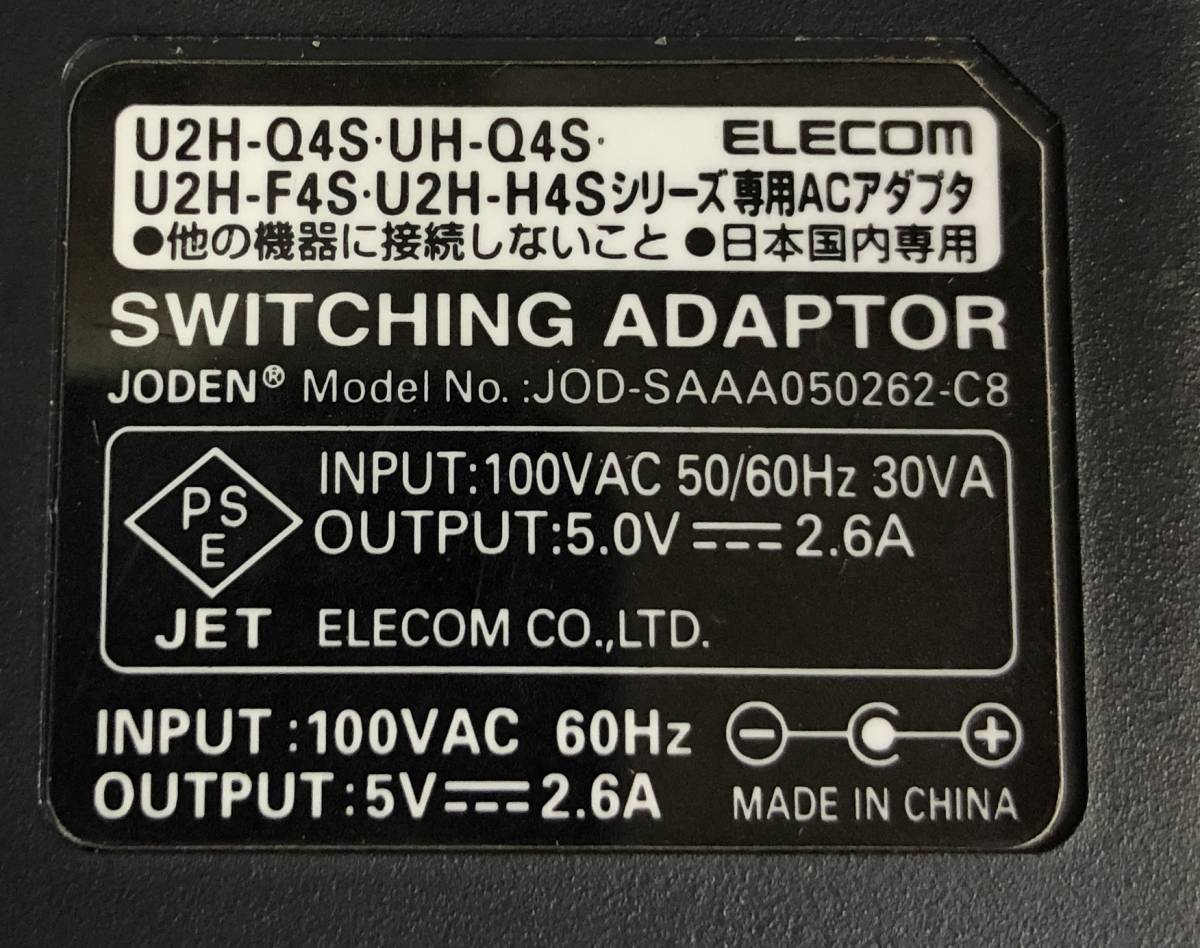 U2H-Q4S･UH-Q4S･ ELECOM
U2H-F4S･U2H-H4Sシリーズ専用ACアダプタ
●他の機器に接続しないこと ●日本国内専用
SWITCHING ADAPTOR
JODEN® Model No.:JOD-SAAA050262-C8
PSE
INPUT:100VAC 50/60Hz 30VA
OUTPUT:5.0V⎓2.6A
JET ELECOM CO.,LTD.
INPUT:100VAC 60Hz
OUTPUT:5V⎓2.6A
MADE IN CHINA